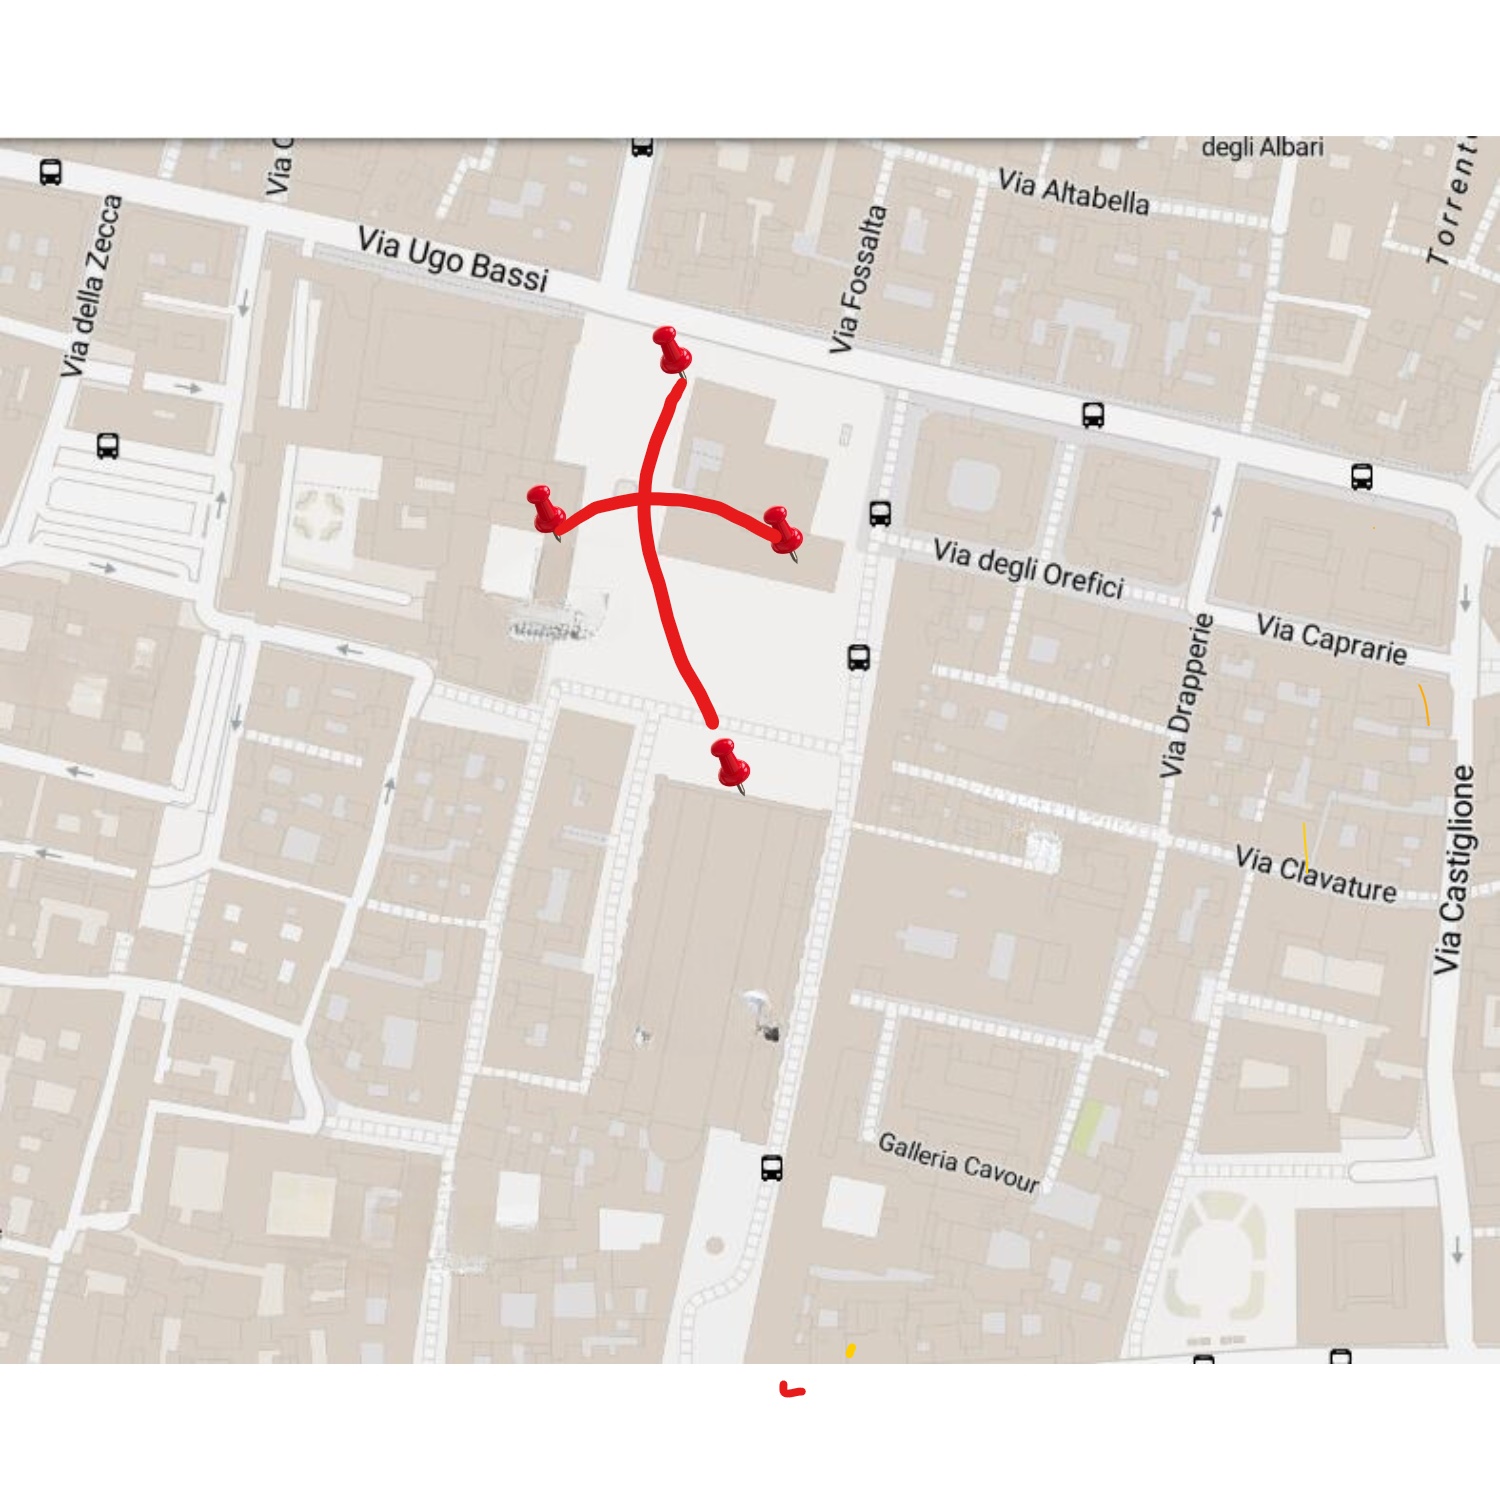 degli Albari
Torrent
Via C
Via Altabella
Via della Zecca
Via Ugo Bassi
Via Fossalta
Via degli Orefici
Via Caprarie
Via Drapperie
Via Clavature
Via Castiglione
Galleria Cavour